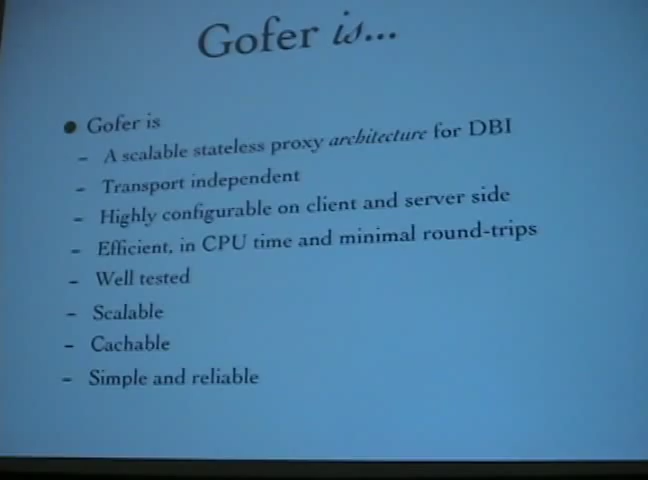 Gofer is...
● Gofer is
– A scalable stateless proxy architecture for DBI
– Transport independent
– Highly configurable on client and server side
– Efficient, in CPU time and minimal round-trips
– Well tested
– Scalable
– Cachable
– Simple and reliable